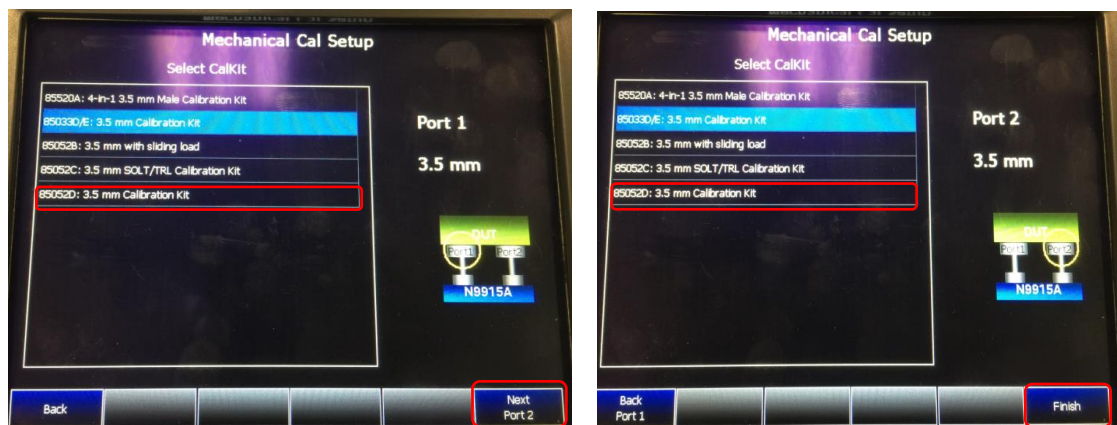 Mechanical Cal Setup
Select CalKit
85520A: 4-in-1 3.5 mm Male Calibration Kit
85033D/E: 3.5 mm Calibration Kit
85052B: 3.5 mm with sliding load
85052C: 3.5 mm SOLT/TRL Calibration Kit
85052D: 3.5 mm Calibration Kit
Port 1
3.5 mm
DUT
Port1 Port2
N9915A
Back
Next
Port 2
Mechanical Cal Setup
Select CalKit
85520A: 4-in-1 3.5 mm Male Calibration Kit
85033D/E: 3.5 mm Calibration Kit
85052B: 3.5 mm with sliding load
85052C: 3.5 mm SOLT/TRL Calibration Kit
85052D: 3.5 mm Calibration Kit
Port 2
3.5 mm
DUT
Port1 Port2
N9915A
Back
Port 1
Finish